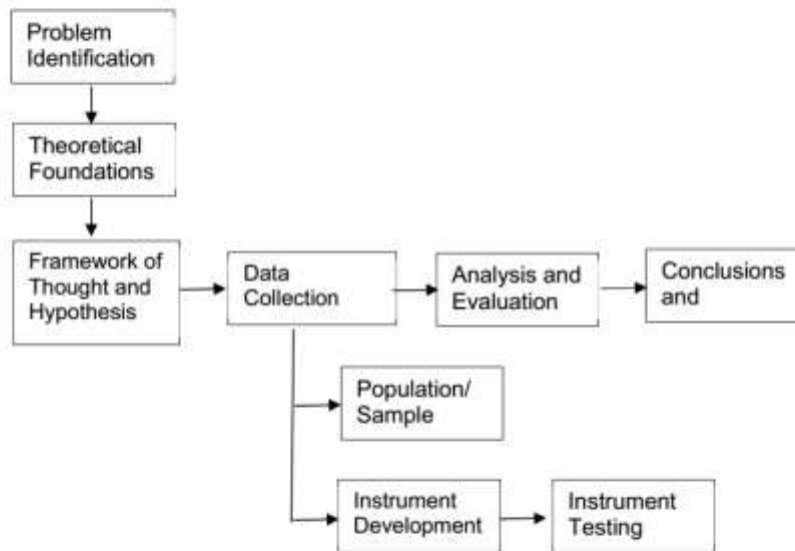 Problem
Identification
Theoretical
Foundations
Framework of
Thought and
Hypothesis
Data
Collection
Analysis and
Evaluation
Conclusions
and
Population/
Sample
Instrument
Development
Instrument
Testing